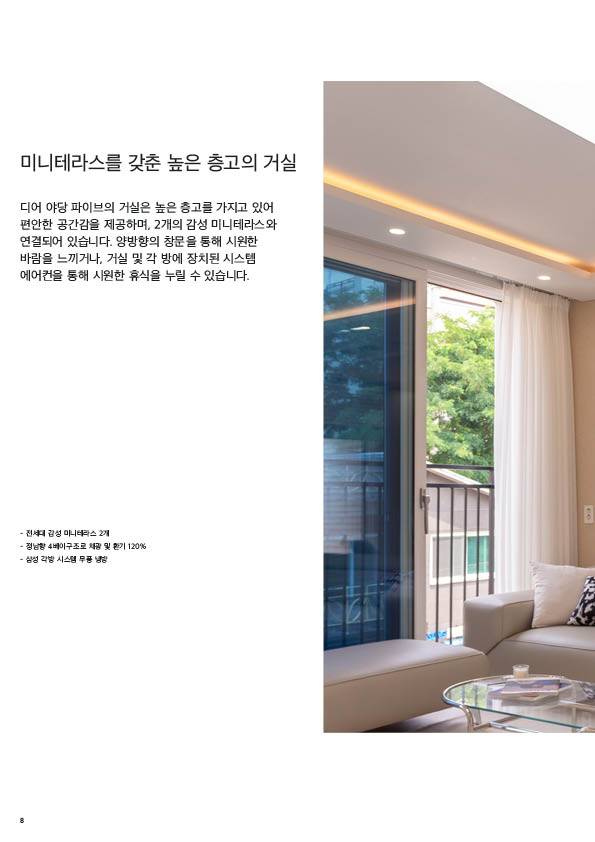 미니테라스를 갖춘 높은 층고의 거실
디어 야당 파이브의 거실은 높은 층고를 가지고 있어
편안한 공간감을 제공하며, 2개의 감성 미니테라스와
연결되어 있습니다. 양방향의 창문을 통해 시원한
바람을 느끼거나, 거실 및 각 방에 장치된 시스템
에어컨을 통해 시원한 휴식을 누릴 수 있습니다.
- 전세대 감성 미니테라스 2개
- 정남향 4베이구조로 채광 및 환기 120%
- 삼성 각방 시스템 무풍 냉방
8